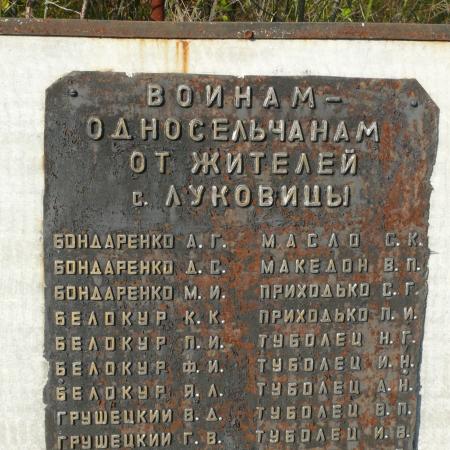 ВОИНАМ-
ОДНОСЕЛЬЧАНАМ
ОТ ЖИТЕЛЕЙ
с. ЛУКОВИЦЫ
БОНДАРЕНКО А. Г.
БОНДАРЕНКО Д. С.
БОНДАРЕНКО М. И.
БЕЛОКУР К. К.
БЕЛОКУР П. И.
БЕЛОКУР Ф. И.
БЕЛОКУР Я. Л.
ГРУШЕЦКИЙ В. Д.
ГРУШЕЦКИЙ Г. В.
МАСЛО С. К.
МАКЕДОН В. П.
ПРИХОДЬКО С. Г.
ПРИХОДЬКО П. И.
ТУБОЛЕЦ Н. Г.
ТУБОЛЕЦ И. Н.
ТУБОЛЕЦ А. Н.
ТУБОЛЕЦ В. П.
ТУБОЛЕЦ И. В.